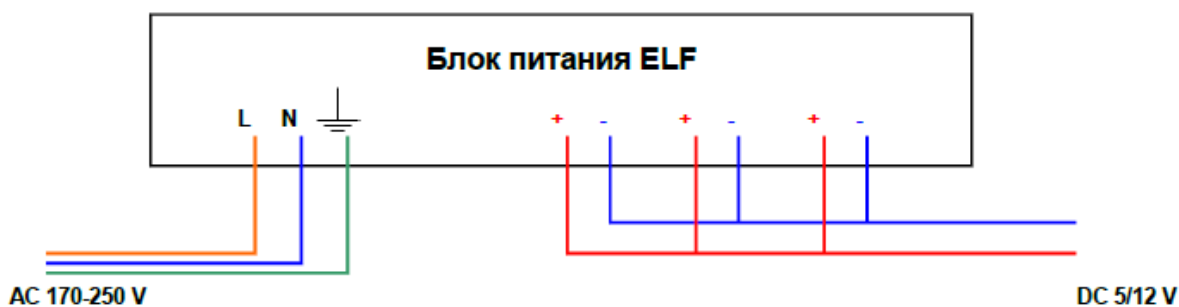 Блок питания ELF
L N + - + - + -
AC 170-250 V DC 5/12 V